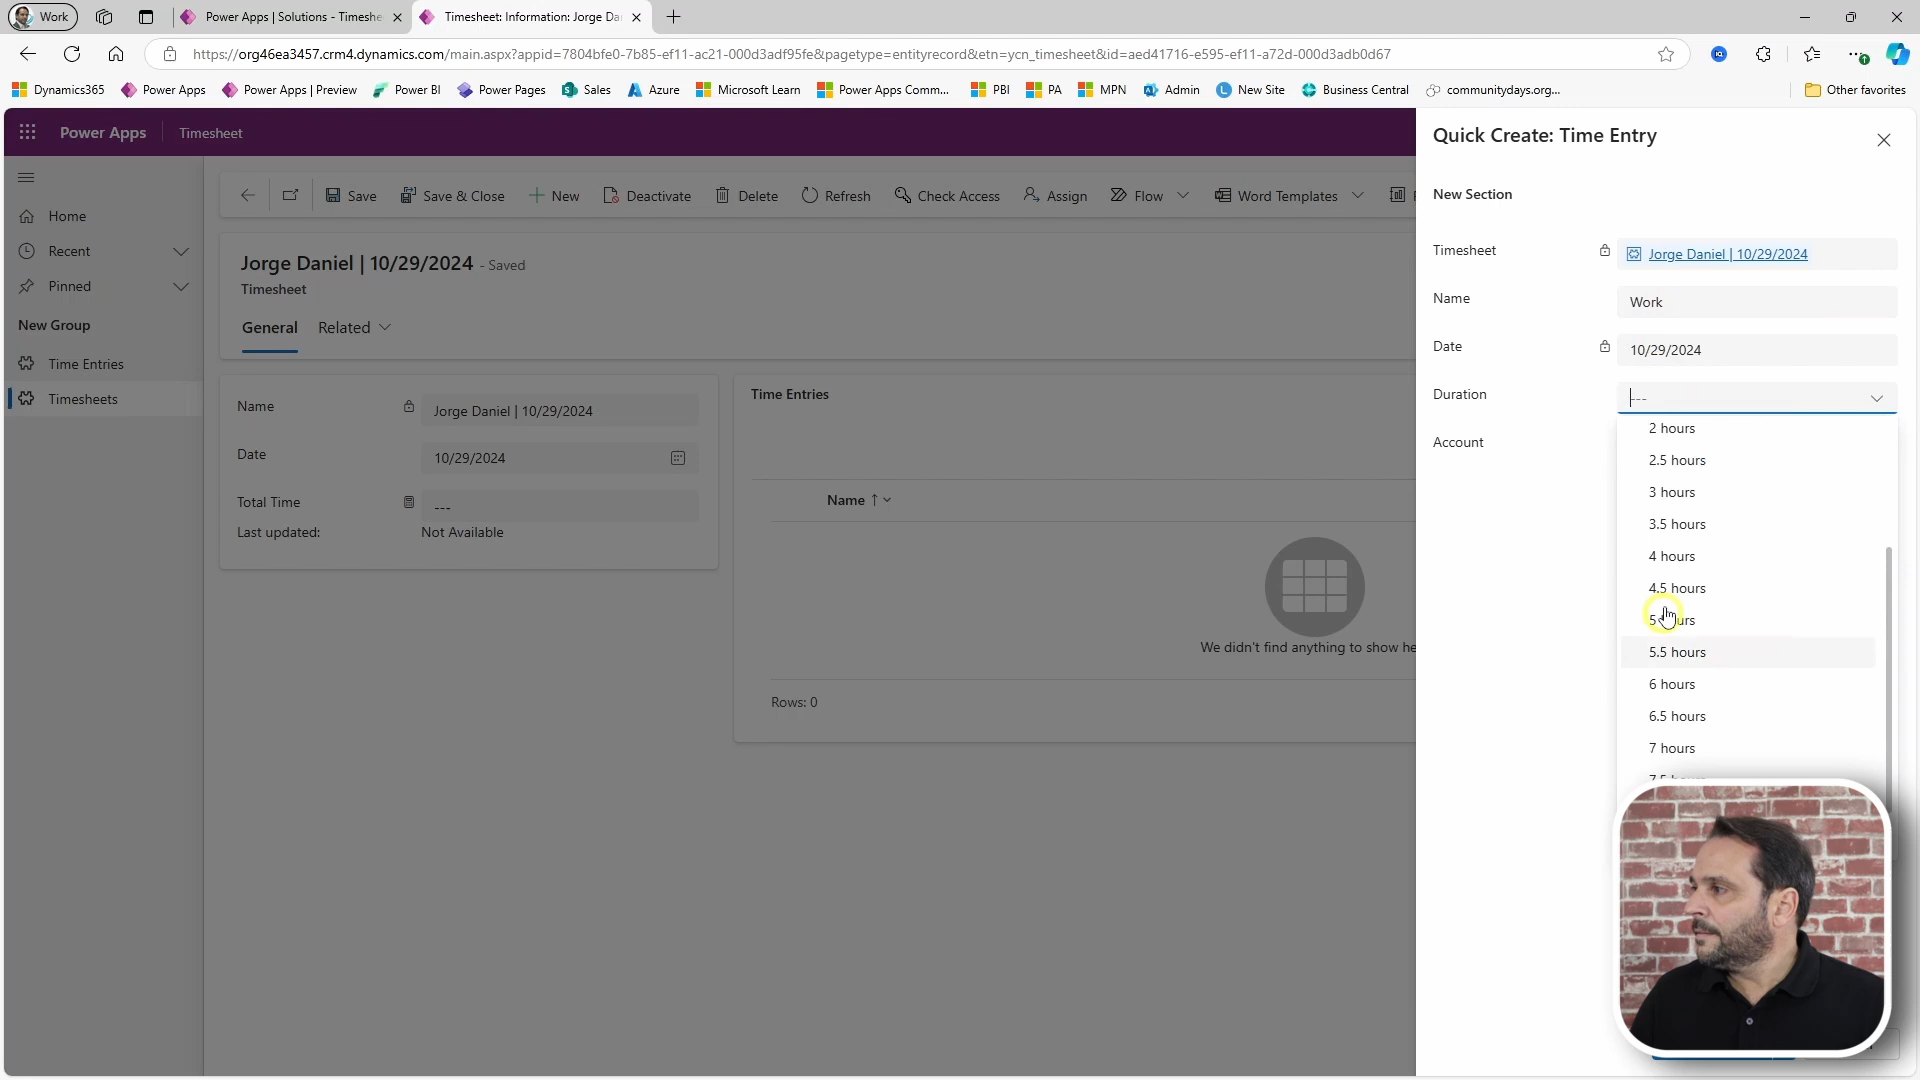 Work
Power Apps | Solutions - Timeshe
Timesheet: Information: Jorge Da
https://org46ea3457.crm4.dynamics.com/main.aspx?appid=7804bfe0-7b85-ef11-ac21-000d3adf95fe&pagetype=entityrecord&etn=ycn_timesheet&id=aed41716-e595-ef11-a72d-000d3adb0d67
Dynamics365
Power Apps
Power Apps | Preview
Power BI
Power Pages
Sales
Azure
Microsoft Learn
Power Apps Comm...
PBI
PA
MPN
Admin
New Site
Business Central
communitydays.org...
Other favorites
Power Apps
Timesheet
Home
Recent
Pinned
New Group
Time Entries
Timesheets
Save
Save & Close
New
Deactivate
Delete
Refresh
Check Access
Assign
Flow
Word Templates
Jorge Daniel | 10/29/2024 - Saved
Timesheet
General
Related
Name
Jorge Daniel | 10/29/2024
Date
10/29/2024
Total Time
---
Last updated:
Not Available
Time Entries
Name ↑
We didn't find anything to show he
Rows: 0
Quick Create: Time Entry
New Section
Timesheet
Jorge Daniel | 10/29/2024
Name
Work
Date
10/29/2024
Duration
---
Account
2 hours
2.5 hours
3 hours
3.5 hours
4 hours
4.5 hours
5 hours
5.5 hours
6 hours
6.5 hours
7 hours